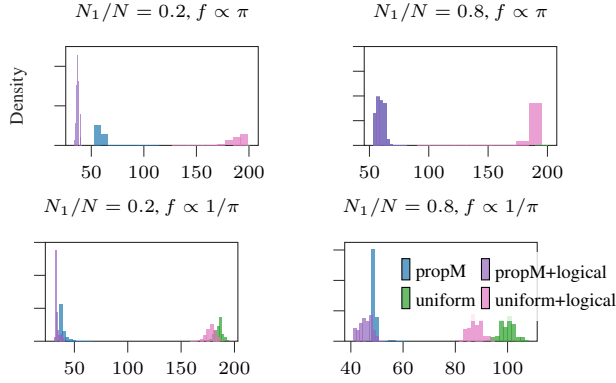 N₁/N = 0.2, f ∝ π
N₁/N = 0.8, f ∝ π
Density
50 100 150 200
50 100 150 200
N₁/N = 0.2, f ∝ 1/π
N₁/N = 0.8, f ∝ 1/π
propM
propM+logical
uniform
uniform+logical
50 100 150 200
40 60 80 100